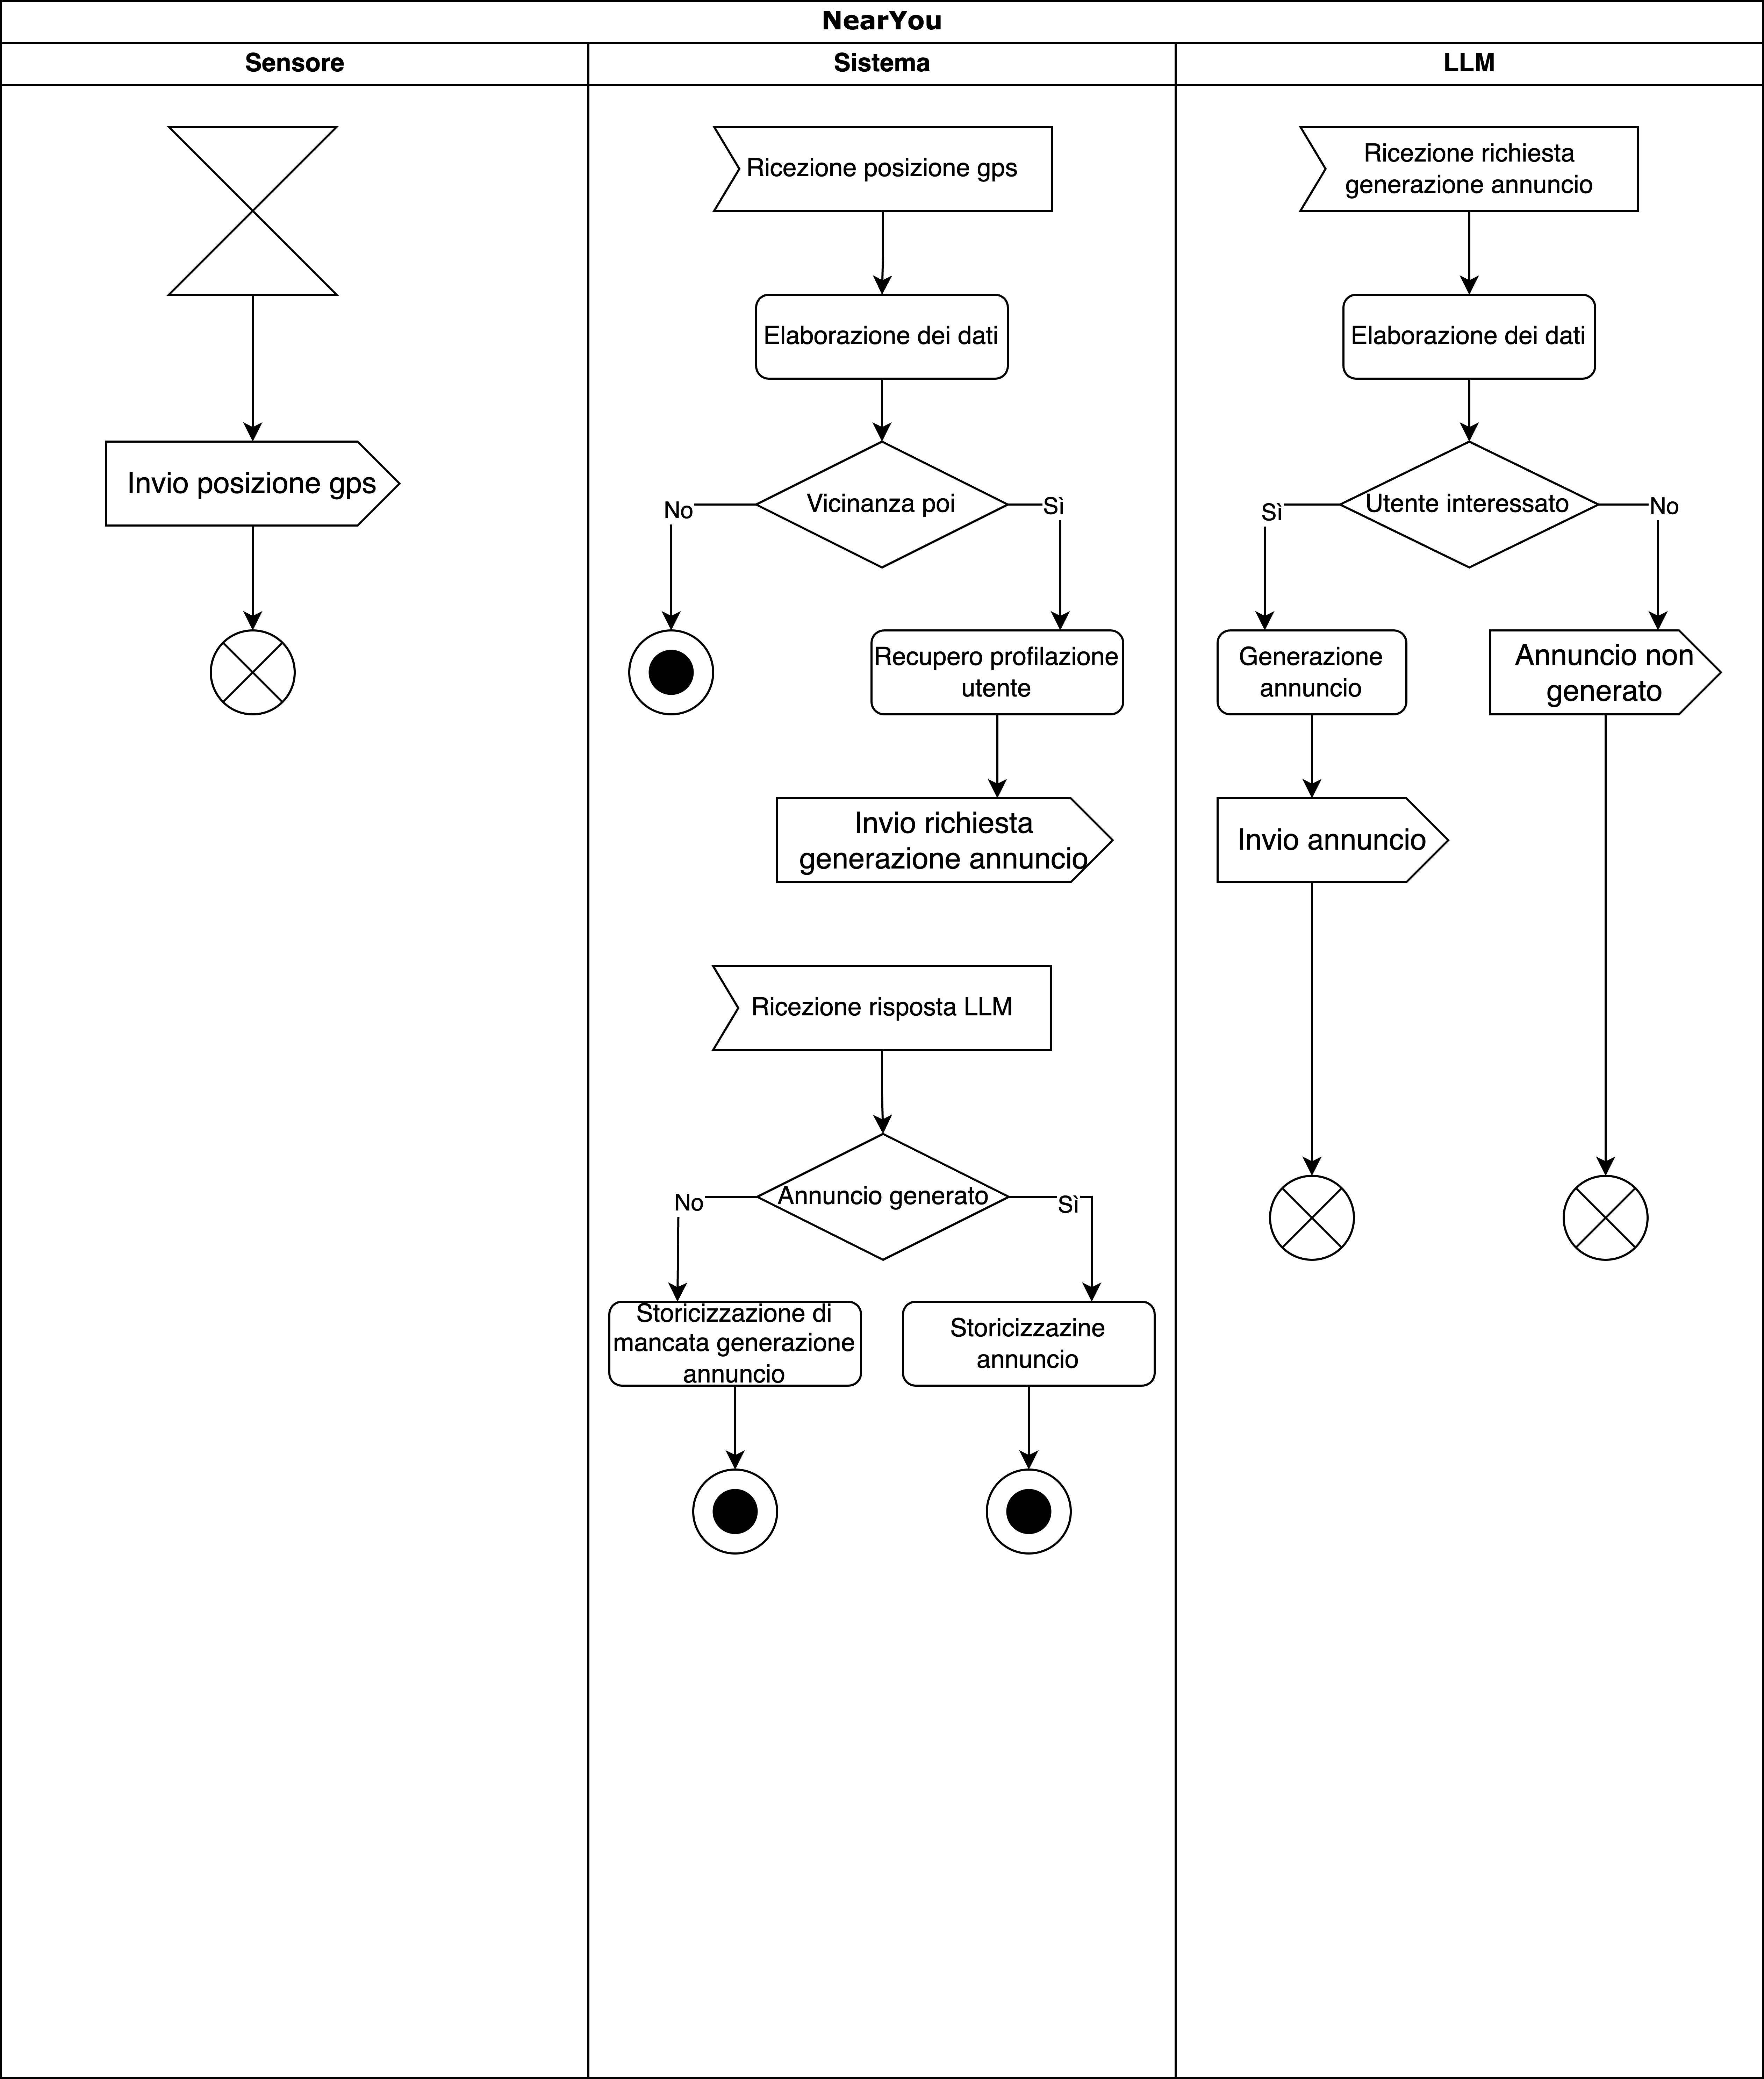 NearYou
Sensore
Sistema
LLM
Invio posizione gps
Ricezione posizione gps
Elaborazione dei dati
Vicinanza poi
No
Sì
Recupero profilazione
utente
Invio richiesta
generazione annuncio
Ricezione risposta LLM
Annuncio generato
No
Sì
Storicizzazione di
mancata generazione
annuncio
Storicizzazine
annuncio
Ricezione richiesta
generazione annuncio
Elaborazione dei dati
Utente interessato
Sì
No
Generazione
annuncio
Annuncio non
generato
Invio annuncio